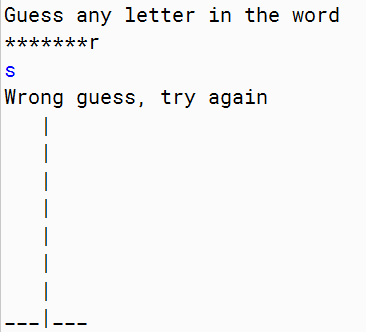 Guess any letter in the word
*******r
s
Wrong guess, try again
   |
   |
   |
   |
   |
   |
   |
---|---